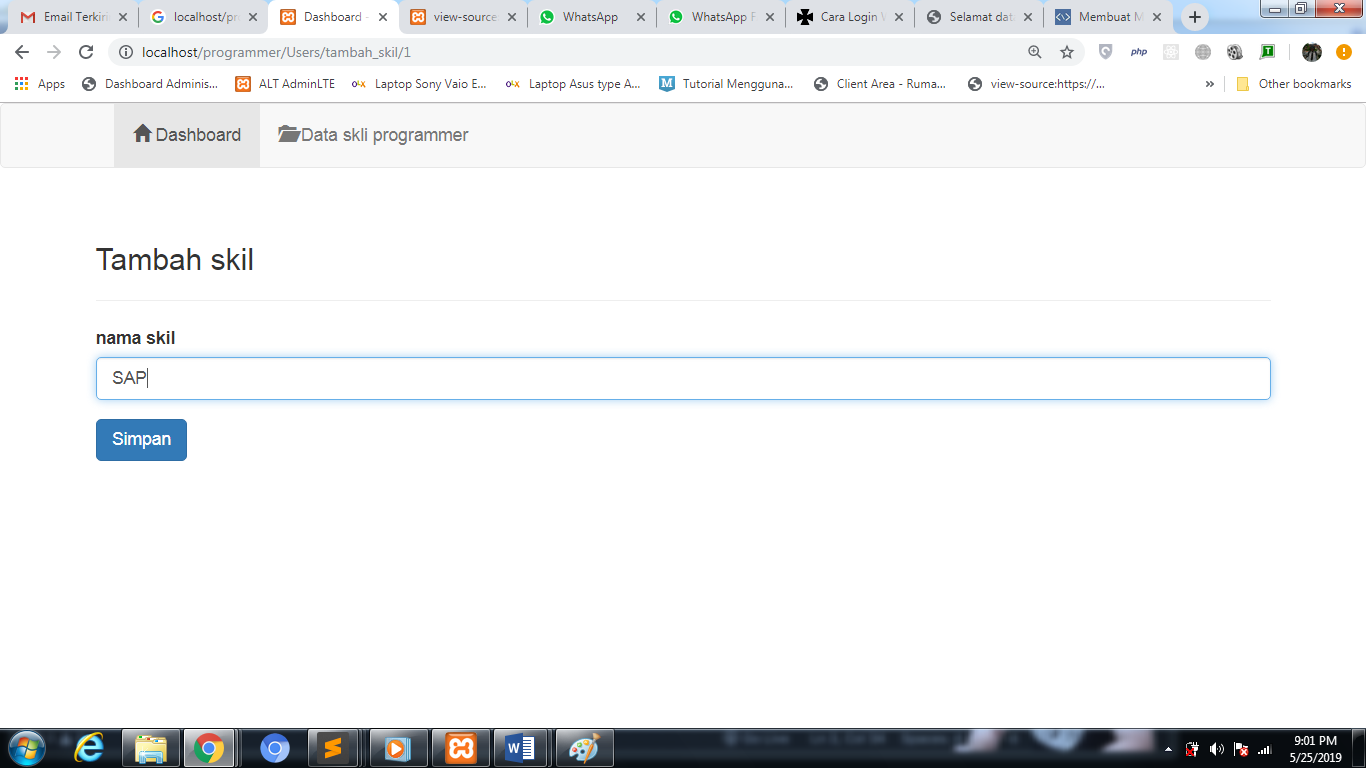 Email Terkiri
localhost/pr
Dashboard
view-source:
WhatsApp
WhatsApp F
Cara Login
Selamat dat
Membuat M
localhost/programmer/Users/tambah_skil/1
php
Apps
Dashboard Adminis...
ALT AdminLTE
Laptop Sony Vaio E...
Laptop Asus type A...
Tutorial Mengguna...
Client Area - Ruma...
view-source:https://...
»
Other bookmarks
Dashboard
Data skli programmer
Tambah skil
nama skil
SAP
Simpan
9:01 PM
5/25/2019